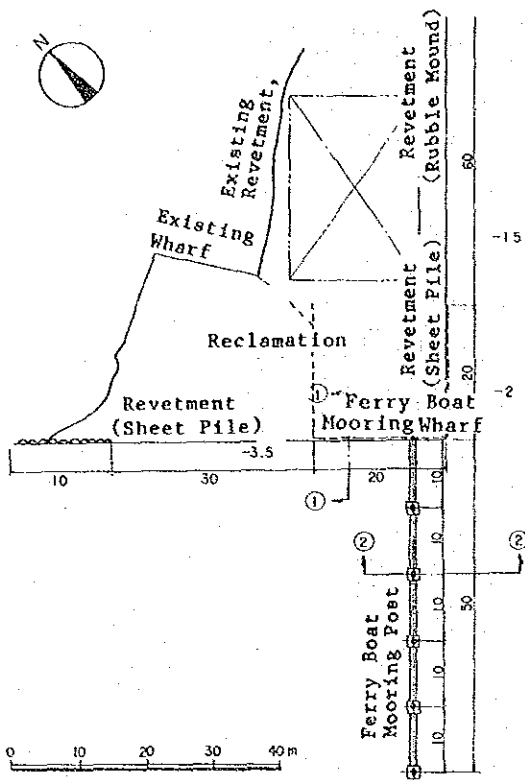 N
Existing
Revetment,
Revetment
(Rubble Mound)
60
Existing
Wharf
-15
Revetment
(Sheet Pile)
Reclamation
20
-2
①
Ferry Boat
Mooring Wharf
Revetment
(Sheet Pile)
-3.5
10
30
20
10
①
②
②
10
10
50
Ferry Boat
Mooring Post
10
10
0 10 20 30 40 m